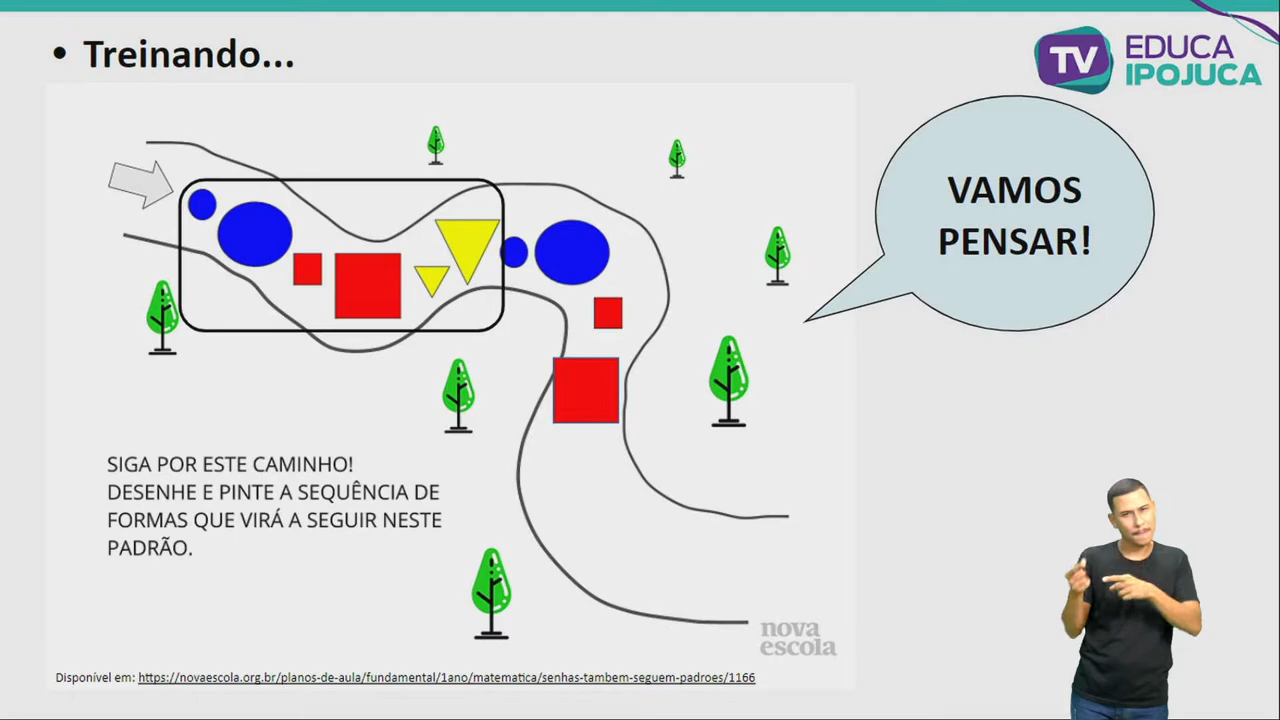 • Treinando...
TV EDUCA
IPOJUCA
VAMOS
PENSAR!
SIGA POR ESTE CAMINHO!
DESENHE E PINTE A SEQUÊNCIA DE
FORMAS QUE VIRÁ A SEGUIR NESTE
PADRÃO.
nova
escola
Disponível em: https://novaescola.org.br/planos-de-aula/fundamental/1ano/matematica/senhas-tambem-seguem-padroes/1166